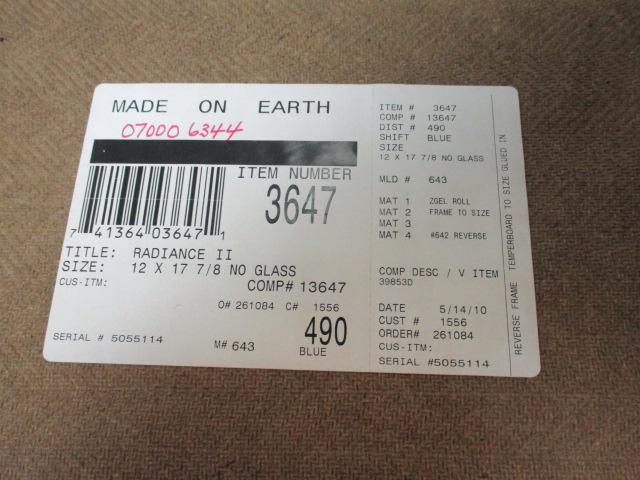 MADE ON EARTH
07000 6344
ITEM NUMBER
3647
7 41364 03647 1
TITLE: RADIANCE II
SIZE: 12 X 17 7/8 NO GLASS
CUS-ITM: COMP# 13647
O# 261084 C# 1556
490
SERIAL # 5055114 M# 643 BLUE
ITEM # 3647
COMP # 13647
DIST # 490
SHIFT BLUE
SIZE
12 X 17 7/8 NO GLASS
MLD # 643
MAT 1 ZGEL ROLL
MAT 2 FRAME TO SIZE
MAT 3
MAT 4 #642 REVERSE
COMP DESC / V ITEM
39853D
DATE 5/14/10
CUST # 1556
ORDER# 261084
CUS-ITM:
SERIAL #5055114
REVERSE FRAME TEMPERBOARD TO SIZE GLUED IN